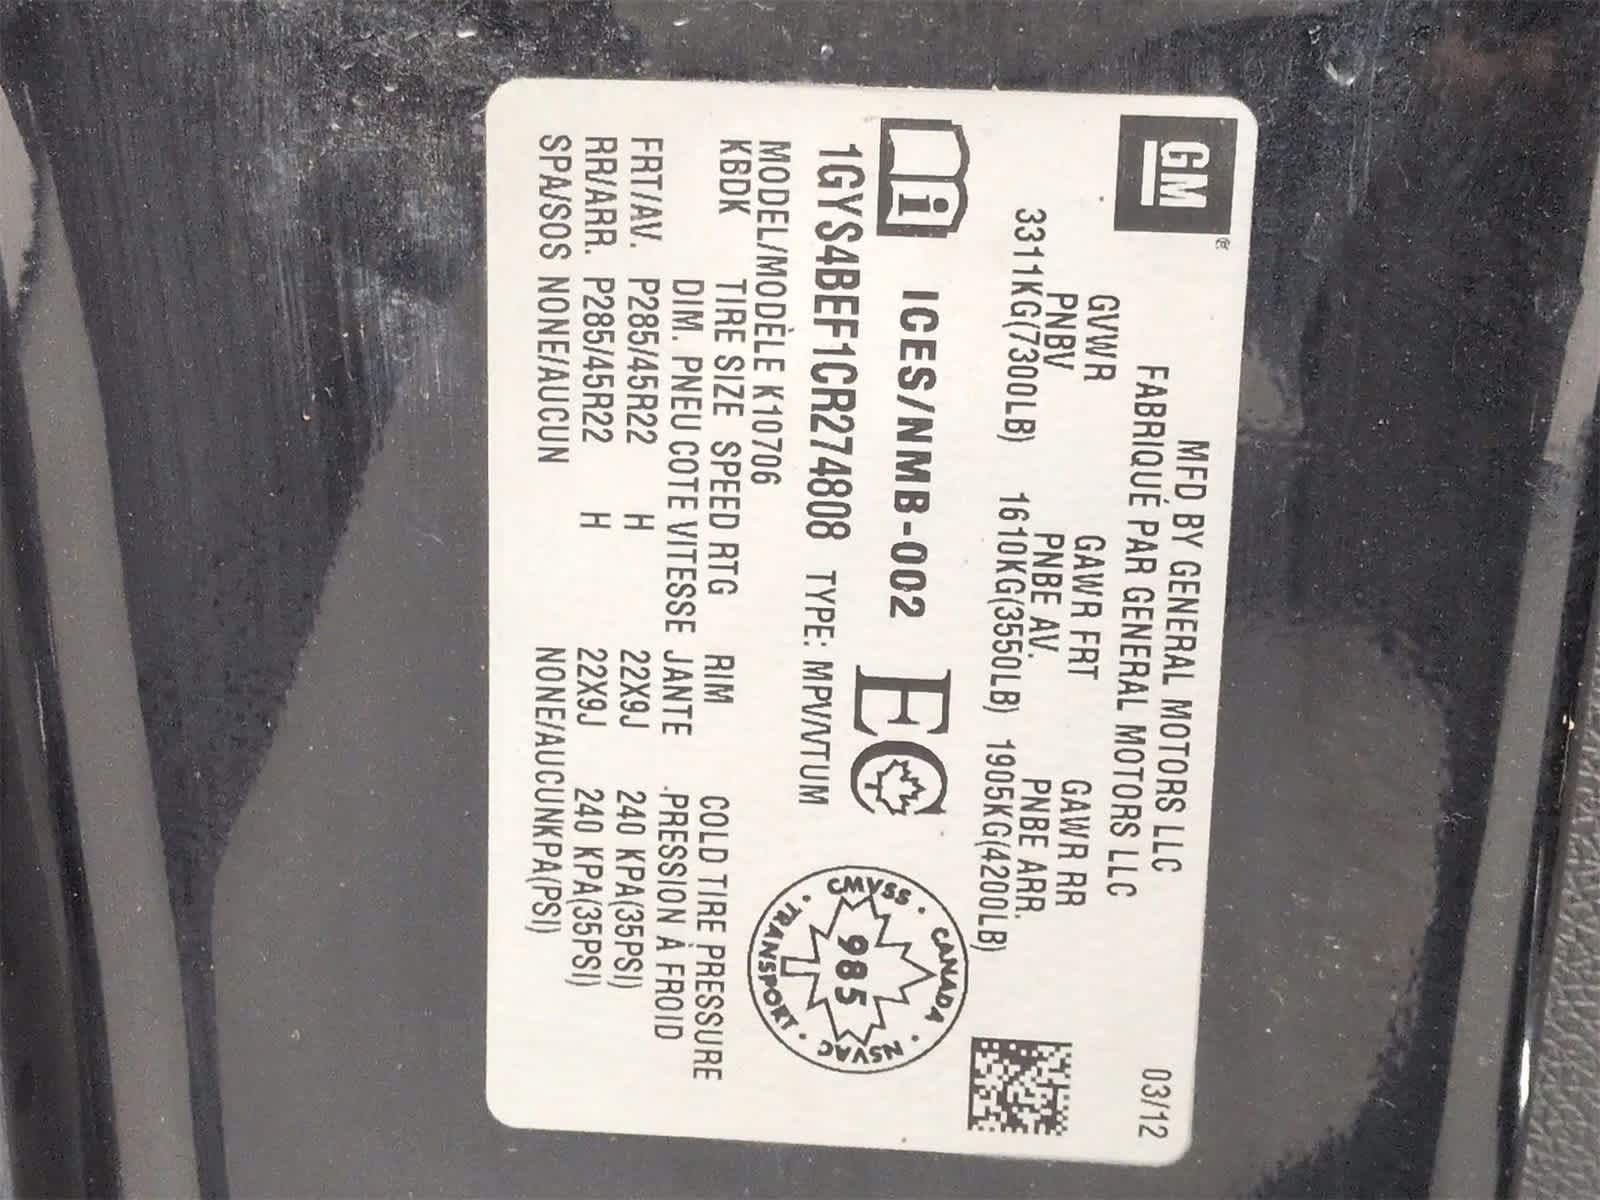 GM®
MFD BY GENERAL MOTORS LLC 03/12
FABRIQUÉ PAR GENERAL MOTORS LLC
GVWR GAWR FRT GAWR RR
PNBV PNBE AV. PNBE ARR.
3311KG(7300LB) 1610KG(3550LB) 1905KG(4200LB)
i ICES/NMB-002 EC
CMVSS · CANADA · NSVAC · TRANSPORT ·
985
1GYS4BEF1CR274808 TYPE: MPV/VTUM
MODEL/MODÈLE K10706
KBDK TIRE SIZE SPEED RTG RIM COLD TIRE PRESSURE
DIM. PNEU COTE VITESSE JANTE PRESSION À FROID
FRT/AV. P285/45R22 H 22X9J 240 KPA(35PSI)
RR/ARR. P285/45R22 H 22X9J 240 KPA(35PSI)
SPA/SOS NONE/AUCUN NONE/AUCUNKPA(PSI)